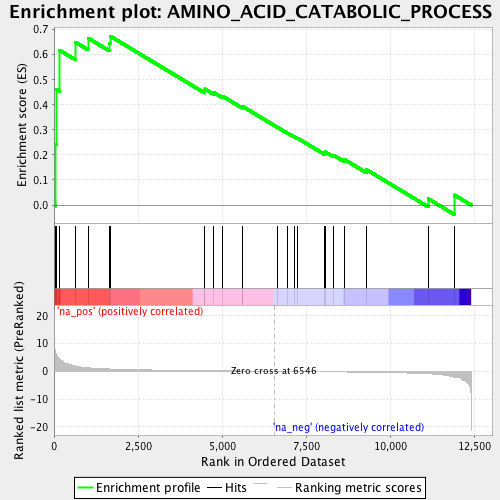 Enrichment plot: AMINO_ACID_CATABOLIC_PROCESS
Enrichment score (ES)
0.7
0.6
0.5
0.4
0.3
0.2
0.1
0.0
'na_pos' (positively correlated)
Ranked list metric (PreRanked)
20
10
0
-10
-20
Zero cross at 6546
'na_neg' (negatively correlated)
0
2,500
5,000
7,500
10,000
12,500
Rank in Ordered Dataset
Enrichment profile
Hits
Ranking metric scores